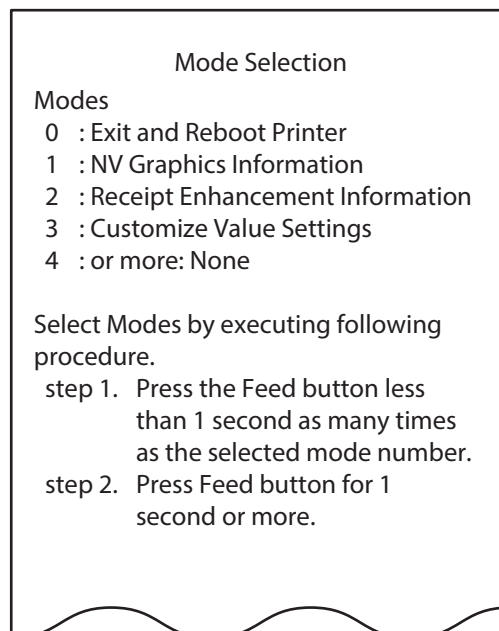 Mode Selection
Modes
0 : Exit and Reboot Printer
1 : NV Graphics Information
2 : Receipt Enhancement Information
3 : Customize Value Settings
4 : or more: None
Select Modes by executing following
procedure.
step 1. Press the Feed button less
than 1 second as many times
as the selected mode number.
step 2. Press Feed button for 1
second or more.